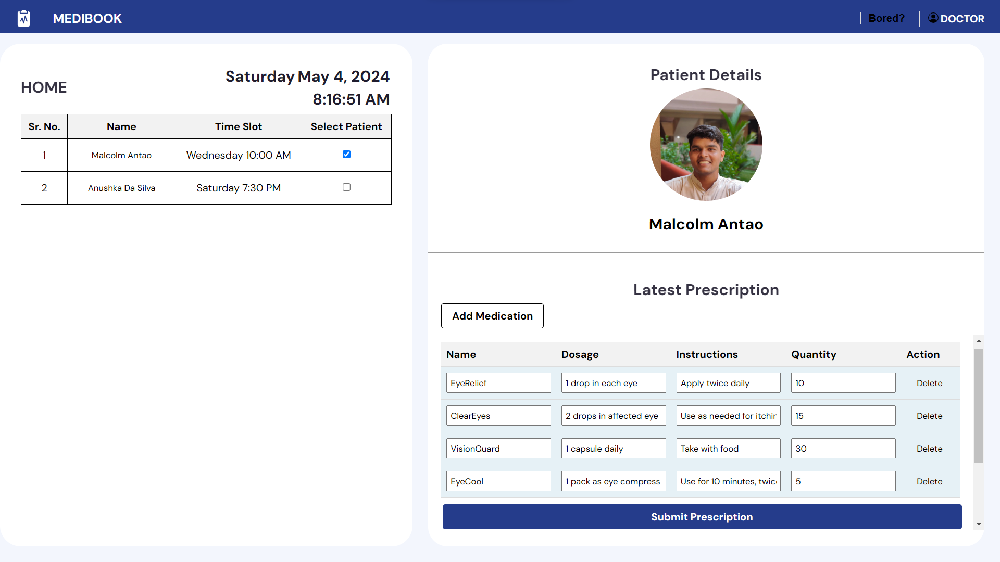 MEDIBOOK
Bored?
DOCTOR
HOME
Saturday May 4, 2024
8:16:51 AM
Sr. No. Name Time Slot Select Patient
1 Malcolm Antao Wednesday 10:00 AM
2 Anushka Da Silva Saturday 7:30 PM
Patient Details
Malcolm Antao
Latest Prescription
Add Medication
Name Dosage Instructions Quantity Action
EyeRelief 1 drop in each eye Apply twice daily 10 Delete
ClearEyes 2 drops in affected eye Use as needed for itchin 15 Delete
VisionGuard 1 capsule daily Take with food 30 Delete
EyeCool 1 pack as eye compress Use for 10 minutes, twic 5 Delete
Submit Prescription